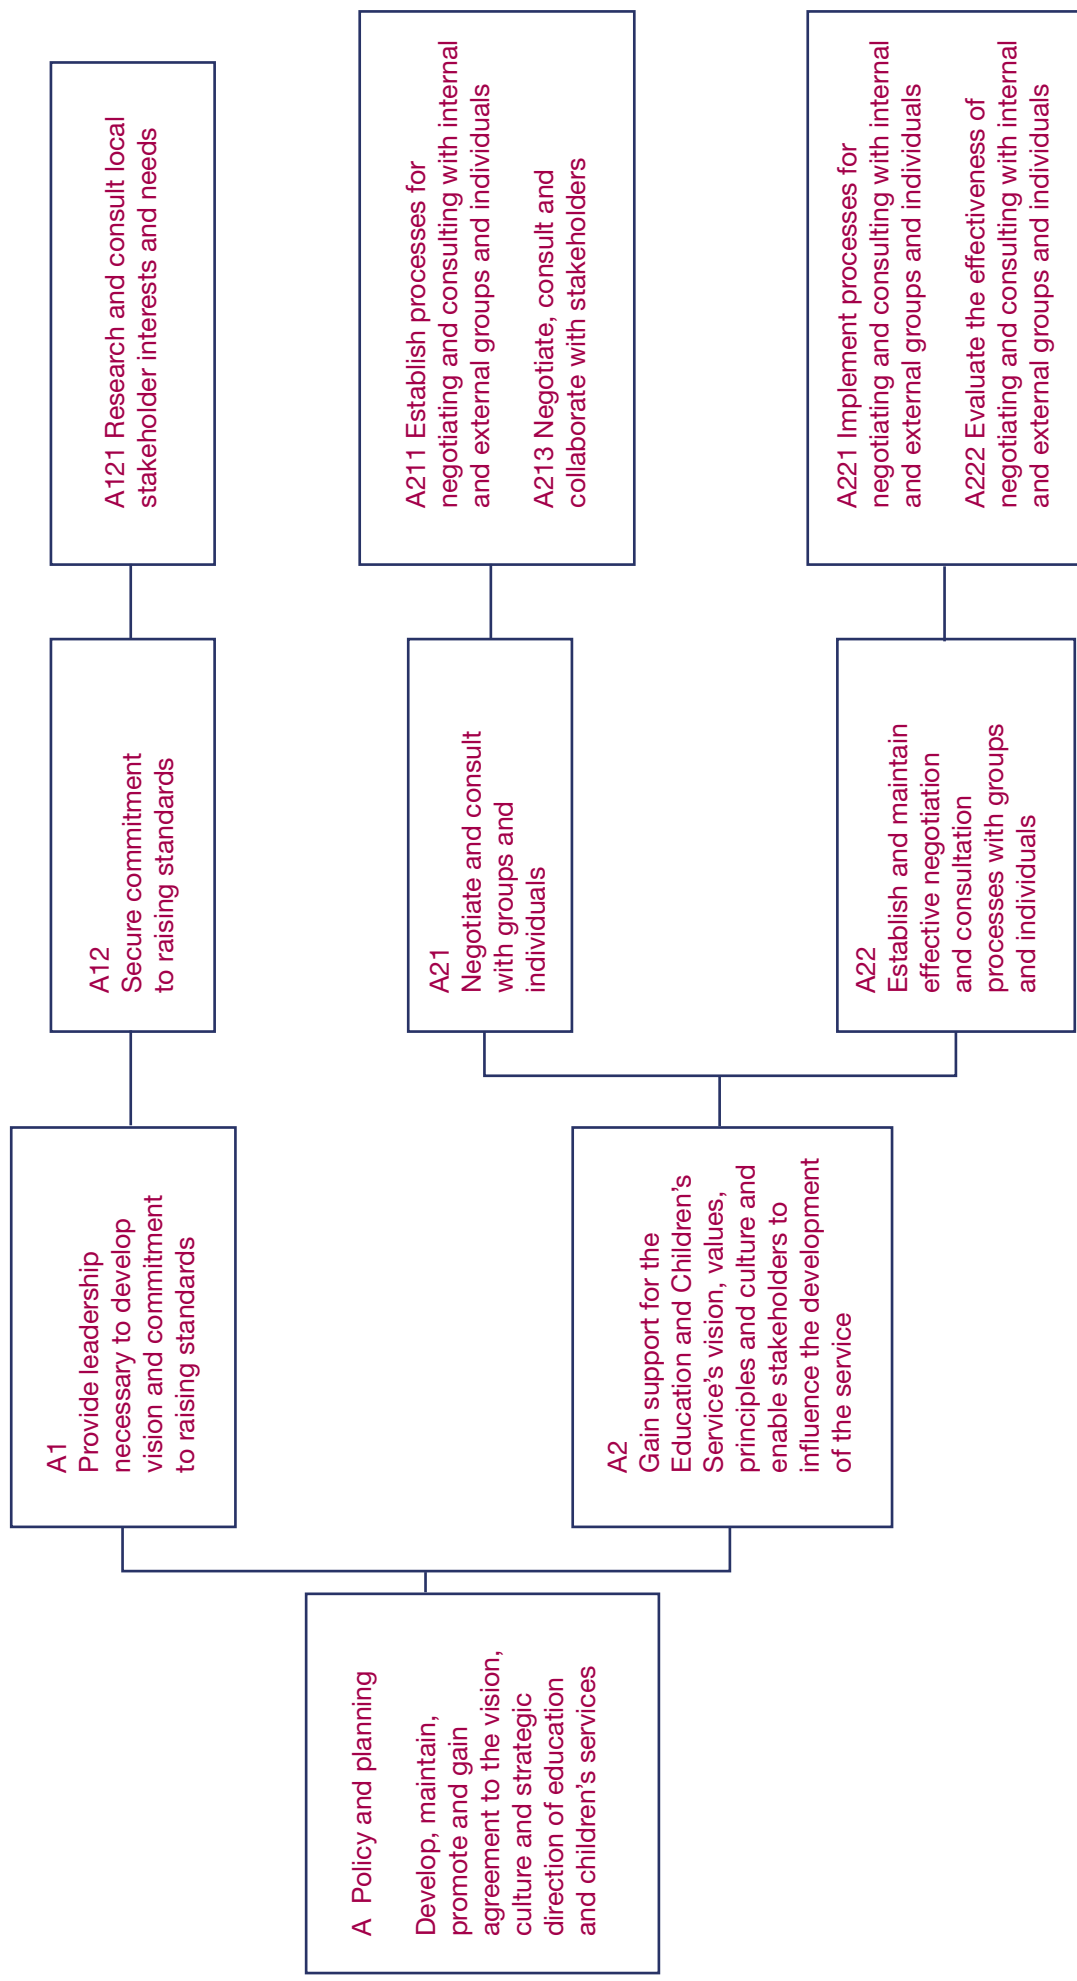 A  Policy and planning
Develop, maintain,
promote and gain
agreement to the vision,
culture and strategic
direction of education
and children’s services
A1
Provide leadership
necessary to develop
vision and commitment
to raising standards
A12
Secure commitment
to raising standards
A121 Research and consult local
stakeholder interests and needs
A2
Gain support for the
Education and Children’s
Service’s vision, values,
principles and culture and
enable stakeholders to
influence the development
of the service
A21
Negotiate and consult
with groups and
individuals
A211 Establish processes for
negotiating and consulting with internal
and external groups and individuals
A213 Negotiate, consult and
collaborate with stakeholders
A22
Establish and maintain
effective negotiation
and consultation
processes with groups
and individuals
A221 Implement processes for
negotiating and consulting with internal
and external groups and individuals
A222 Evaluate the effectiveness of
negotiating and consulting with internal
and external groups and individuals